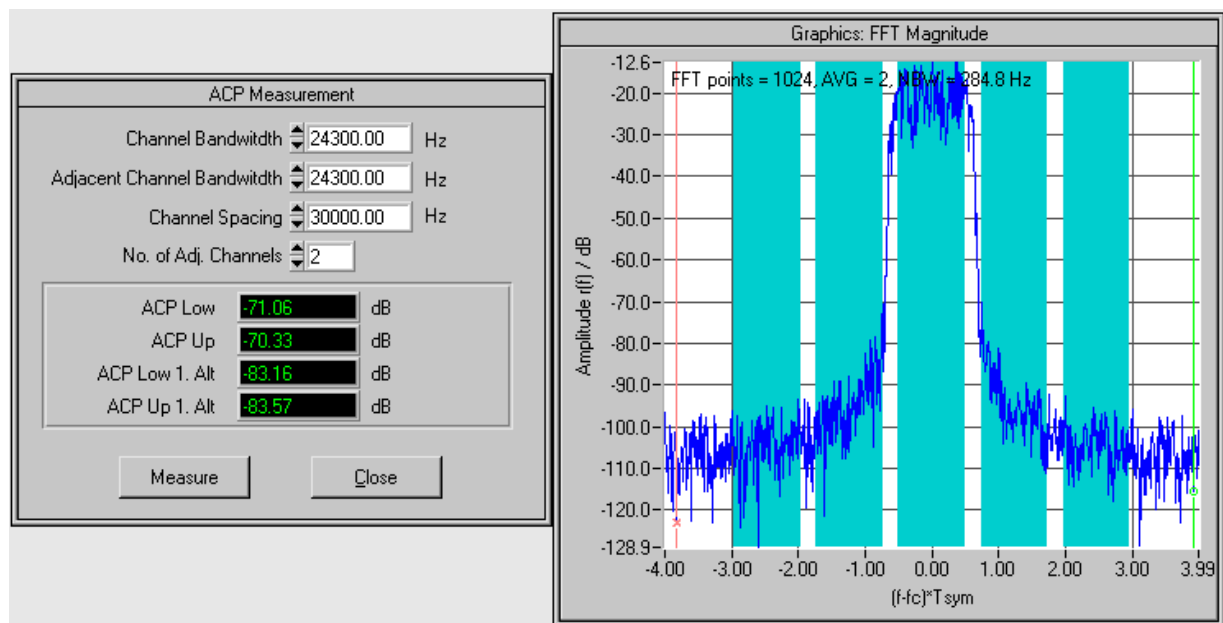 ACP Measurement
Channel Bandwitdth 24300.00 Hz
Adjacent Channel Bandwitdth 24300.00 Hz
Channel Spacing 30000.00 Hz
No. of Adj. Channels 2
ACP Low -71.06 dB
ACP Up -70.33 dB
ACP Low 1. Alt -83.16 dB
ACP Up 1. Alt -83.57 dB
Measure Close
Graphics: FFT Magnitude
FFT points = 1024, AVG = 2, NBW = 284.8 Hz
Amplitude r(f) / dB
-12.6
-20.0
-30.0
-40.0
-50.0
-60.0
-70.0
-80.0
-90.0
-100.0
-110.0
-120.0
-128.9
-4.00 -3.00 -2.00 -1.00 0.00 1.00 2.00 3.00 3.99
(f-fc)*Tsym